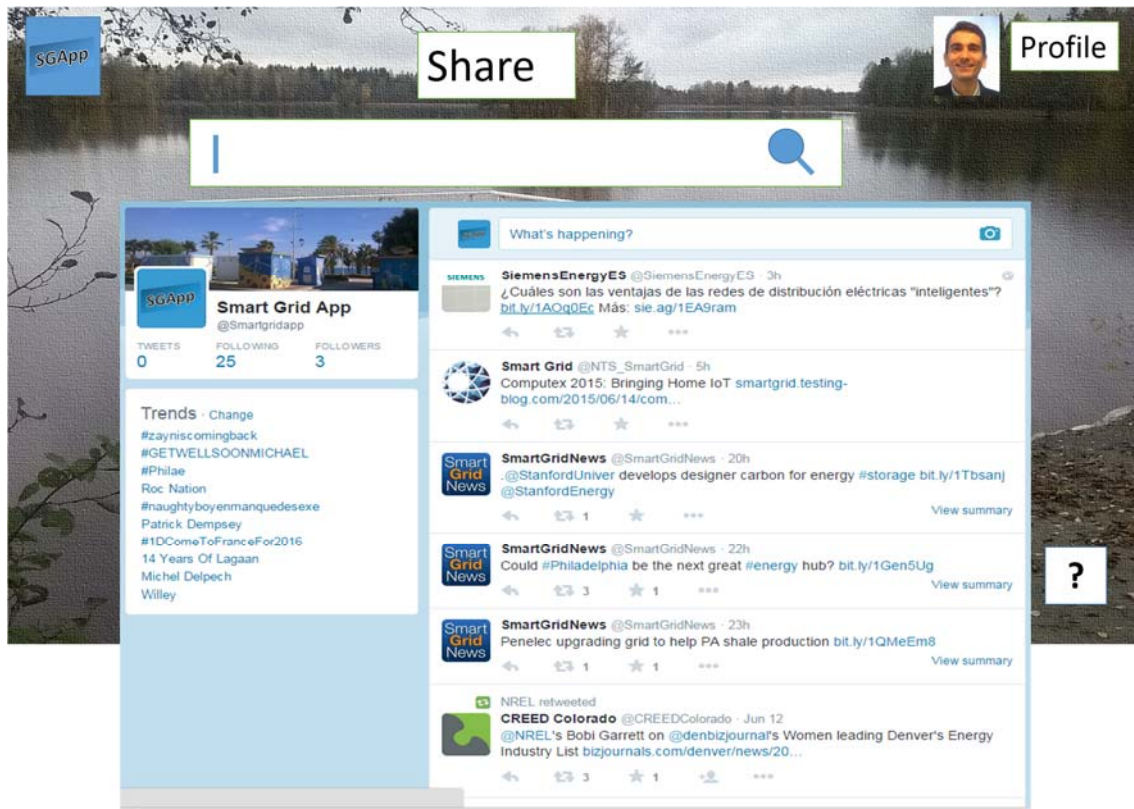 SGApp
Share
Profile
SGApp
Smart Grid App
@Smartgridapp
TWEETS FOLLOWING FOLLOWERS
0 25 3
Trends · Change
#zayniscomingback
#GETWELLSOONMICHAEL
#Philae
Roc Nation
#naughtyboyenmanquedesexe
Patrick Dempsey
#1DComeToFranceFor2016
14 Years Of Lagaan
Michel Delpech
Willey
SGApp
What's happening?
SIEMENS
SiemensEnergyES @SiemensEnergyES · 3h
¿Cuáles son las ventajas de las redes de distribución eléctricas "inteligentes"?
bit.ly/1AOq0Ec Más: sie.ag/1EA9ram
Smart Grid @NTS_SmartGrid · 5h
Computex 2015: Bringing Home IoT smartgrid.testing-
blog.com/2015/06/14/com…
Smart
Grid
News
SmartGridNews @SmartGridNews · 20h
.@StanfordUniver develops designer carbon for energy #storage bit.ly/1Tbsanj
@StanfordEnergy
1
View summary
Smart
Grid
News
SmartGridNews @SmartGridNews · 22h
Could #Philadelphia be the next great #energy hub? bit.ly/1Gen5Ug
3 1
View summary
Smart
Grid
News
SmartGridNews @SmartGridNews · 23h
Penelec upgrading grid to help PA shale production bit.ly/1QMeEm8
1 1
View summary
NREL retweeted
CREED Colorado @CREEDColorado · Jun 12
@NREL's Bobi Garrett on @denbizjournal's Women leading Denver's Energy
Industry List bizjournals.com/denver/news/20…
3 1
?